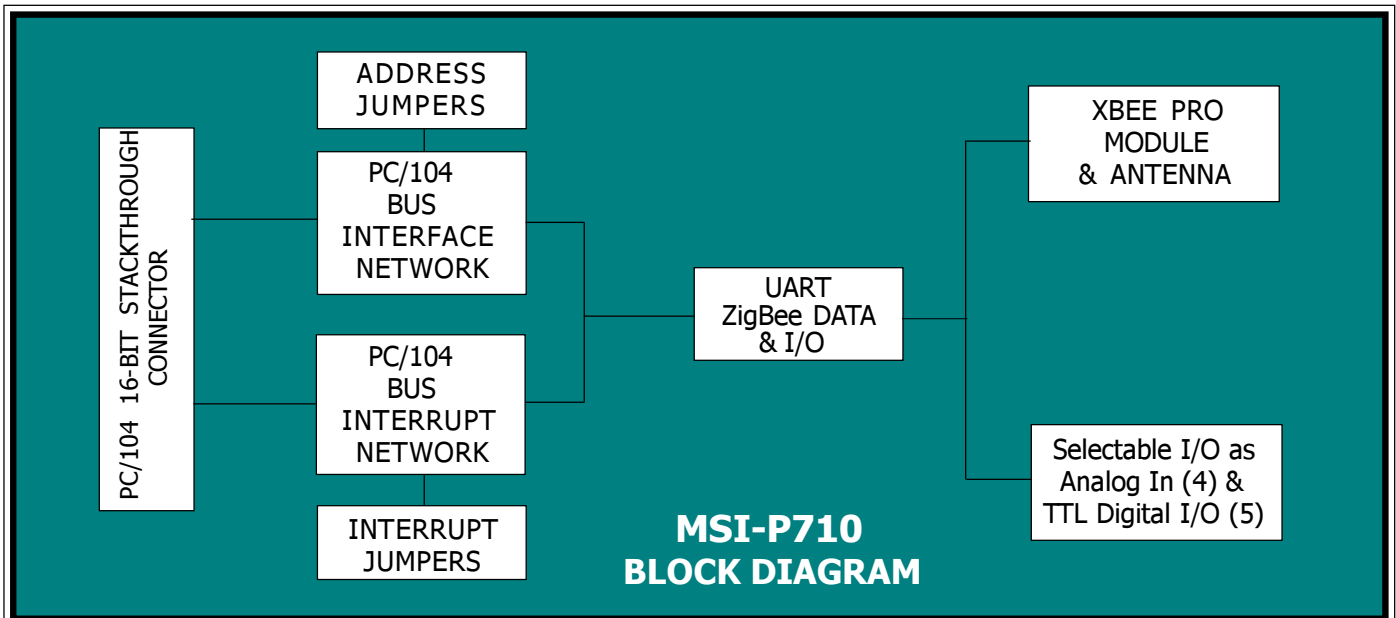 PC/104 16-BIT STACKTHROUGH
CONNECTOR
ADDRESS
JUMPERS
PC/104
BUS
INTERFACE
NETWORK
PC/104
BUS
INTERRUPT
NETWORK
INTERRUPT
JUMPERS
UART
ZigBee DATA
& I/O
XBEE PRO
MODULE
& ANTENNA
Selectable I/O as
Analog In (4) &
TTL Digital I/O (5)
MSI-P710
BLOCK DIAGRAM